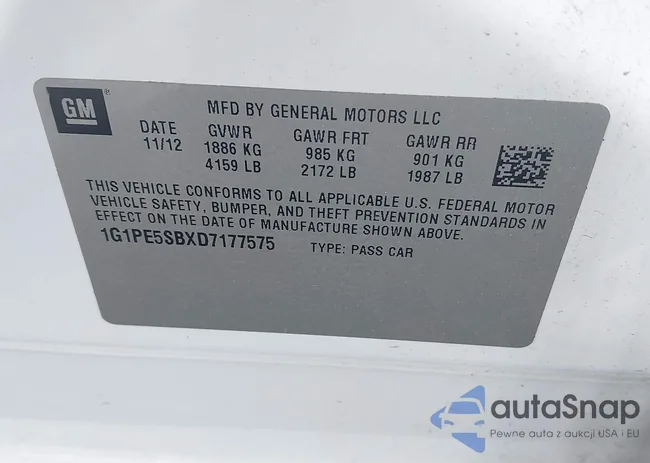 GM
MFD BY GENERAL MOTORS LLC
DATE GVWR GAWR FRT GAWR RR
11/12 1886 KG 985 KG 901 KG
4159 LB 2172 LB 1987 LB
THIS VEHICLE CONFORMS TO ALL APPLICABLE U.S. FEDERAL MOTOR
VEHICLE SAFETY, BUMPER, AND THEFT PREVENTION STANDARDS IN
EFFECT ON THE DATE OF MANUFACTURE SHOWN ABOVE.
1G1PE5SBXD7177575 TYPE: PASS CAR
autoSnap
Pewne auta z aukcji USA i EU